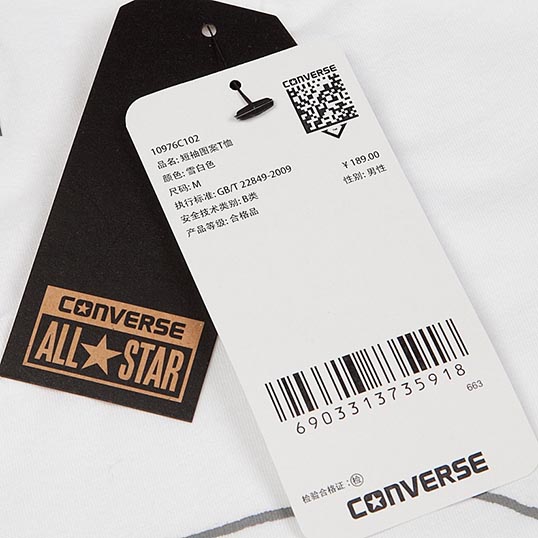 CONVERSE
10976C102
品名: 短袖图案T恤
颜色: 雪白色
尺码: M
¥ 189.00
执行标准: GB/T 22849-2009
性别: 男性
安全技术类别: B类
产品等级: 合格品
CONVERSE
ALL★STAR
6903313735918
663
检验合格证: 检
CONVERSE